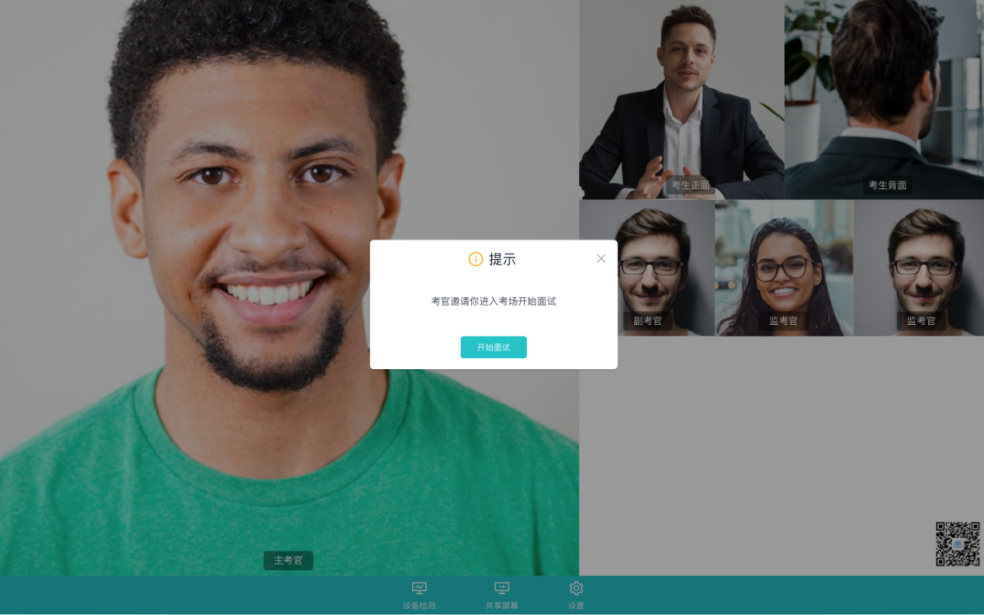 考生正面
考生背面
提示
考官邀请你进入考场开始面试
开始面试
副考官
监考官
监考官
主考官
设备检测
共享屏幕
设置